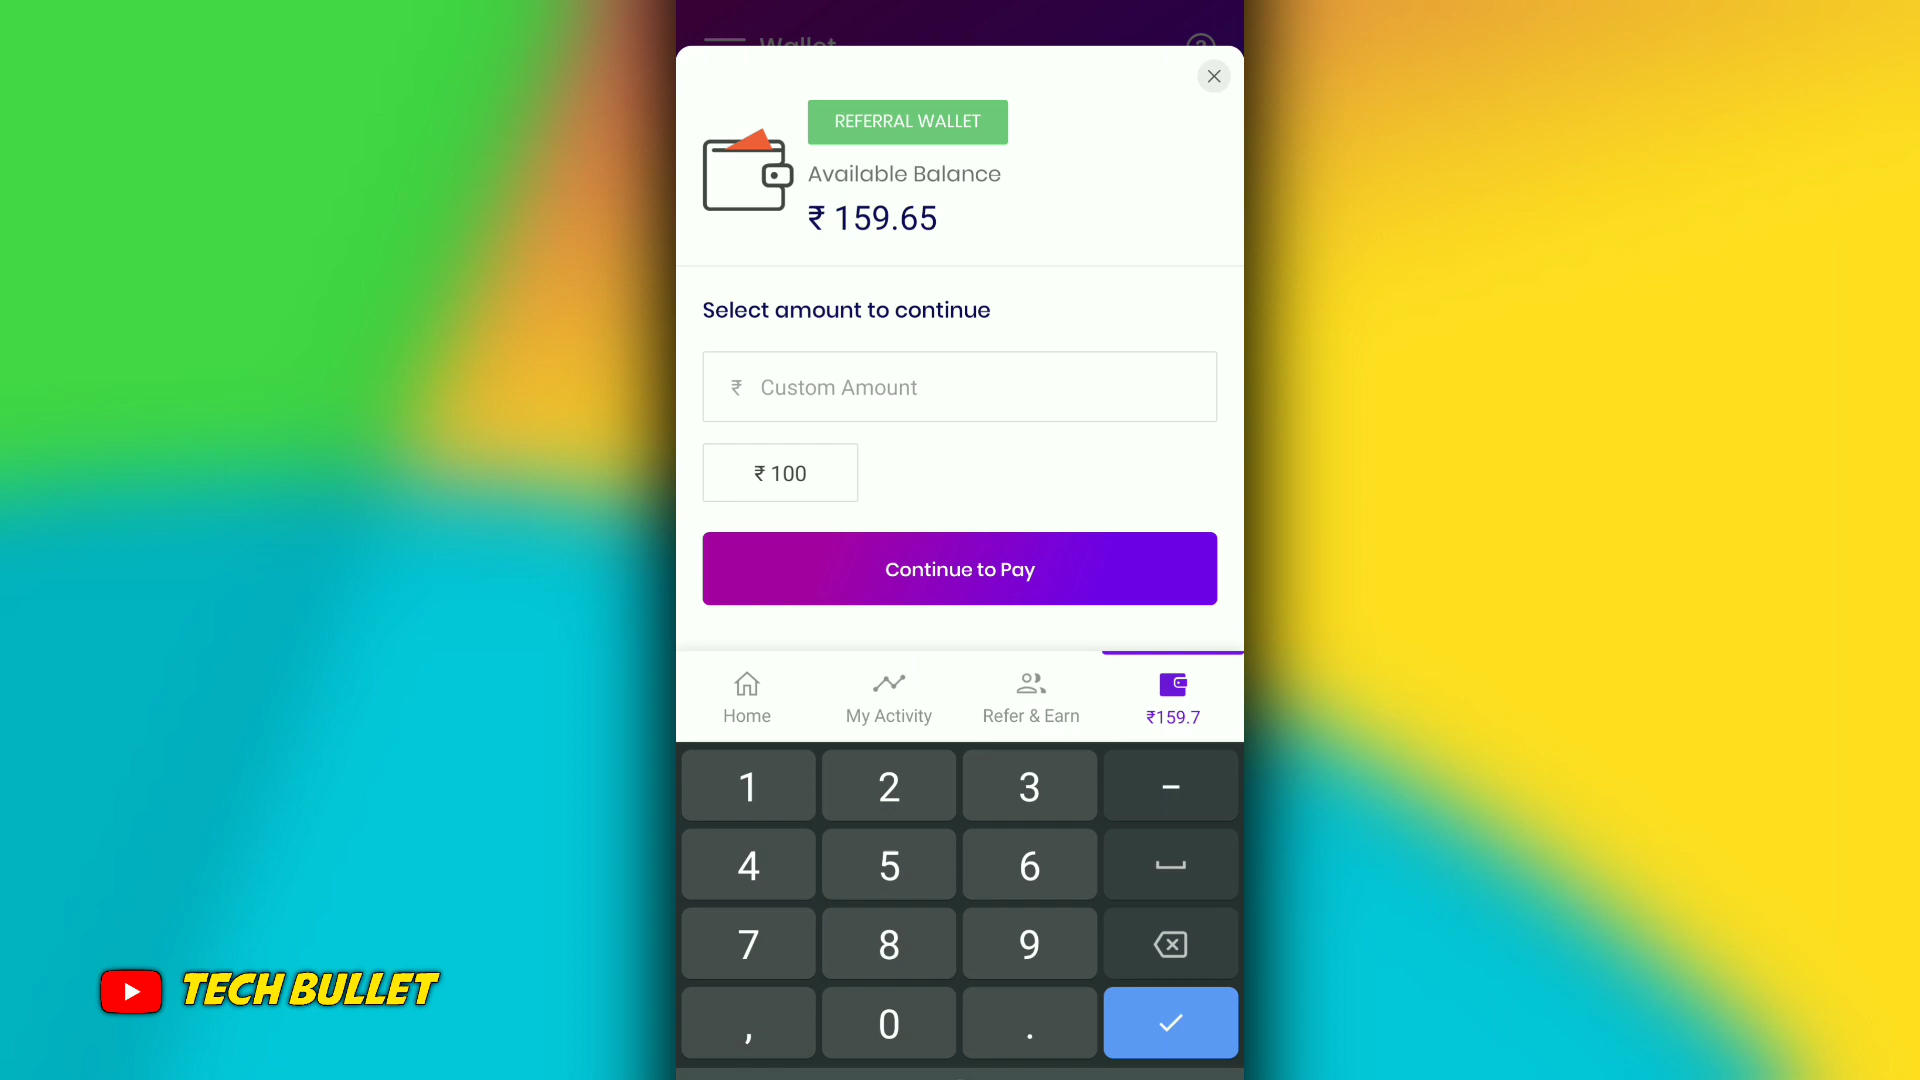 Wallet
REFERRAL WALLET
Available Balance
₹ 159.65
Select amount to continue
₹ Custom Amount
₹ 100
Continue to Pay
Home My Activity Refer & Earn ₹159.7
1 2 3 -
4 5 6
7 8 9
, 0 .
TECH BULLET